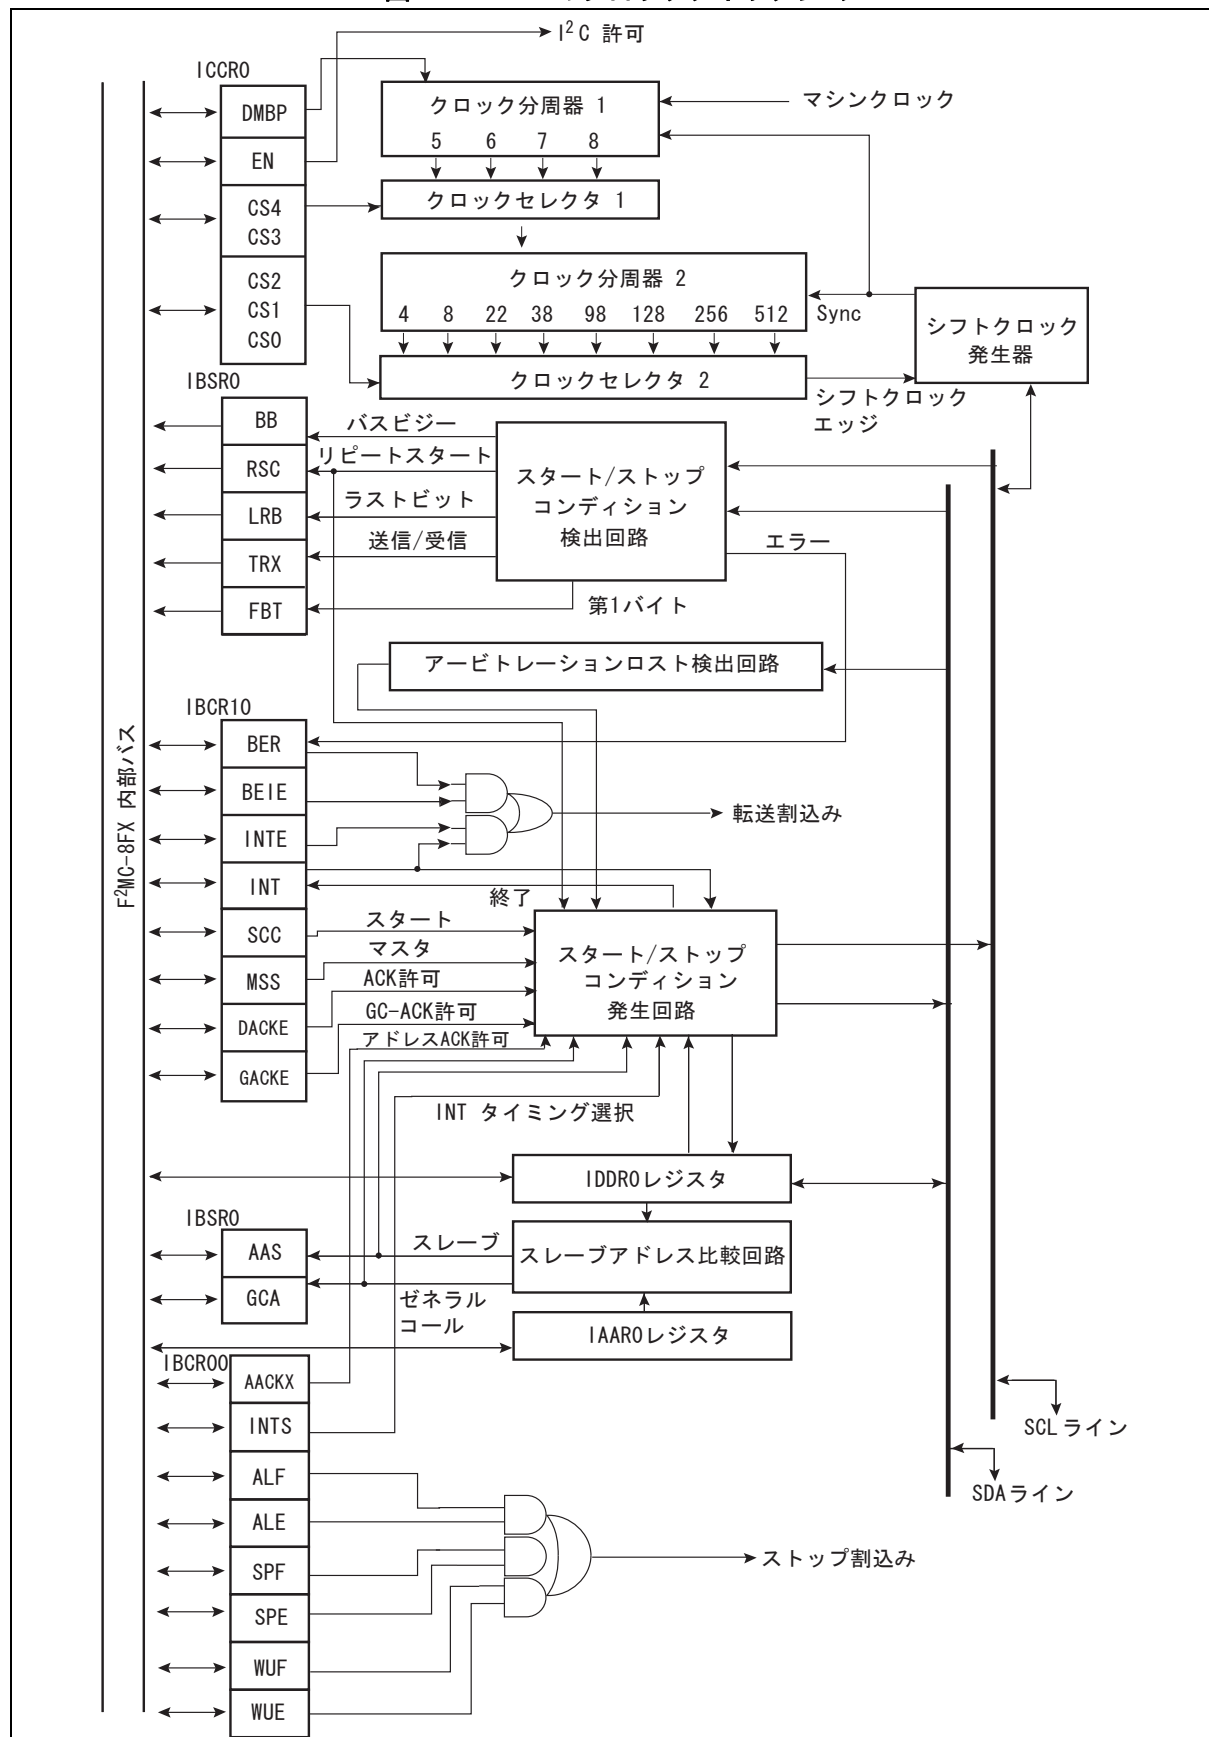 I²C 許可
ICCR0
DMBP
EN
CS4
CS3
CS2
CS1
CS0
クロック分周器 1
5 6 7 8
マシンクロック
クロックセレクタ 1
クロック分周器 2
4 8 22 38 98 128 256 512
Sync
シフトクロック
発生器
クロックセレクタ 2
シフトクロック
エッジ
IBSR0
BB
RSC
LRB
TRX
FBT
バスビジー
リピートスタート
ラストビット
送信/受信
第1バイト
スタート/ストップ
コンディション
検出回路
エラー
アービトレーションロスト検出回路
F²MC-8FX 内部バス
IBCR10
BER
BEIE
INTE
INT
SCC
MSS
DACKE
GACKE
転送割込み
終了
スタート
マスタ
ACK許可
GC-ACK許可
アドレスACK許可
スタート/ストップ
コンディション
発生回路
INT タイミング選択
IDDR0レジスタ
IBSR0
AAS
GCA
スレーブ
スレーブアドレス比較回路
ゼネラル
コール
IAAR0レジスタ
IBCR00
AACKX
INTS
ALF
ALE
SPF
SPE
WUF
WUE
SCLライン
SDAライン
ストップ割込み